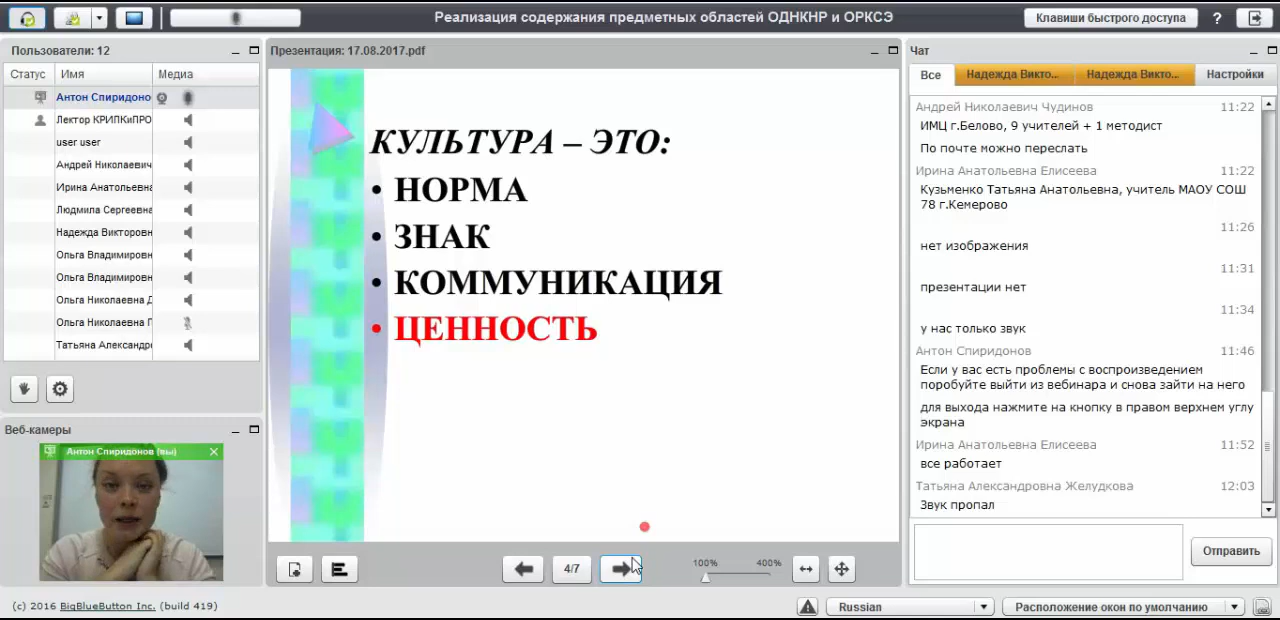 Реализация содержания предметных областей ОДНКНР и ОРКСЭ
Клавиши быстрого доступа
?
Пользователи: 12
Статус Имя Медиа
Антон Спиридоно
Лектор КРИПКиПРО
user user
Андрей Николаевич
Ирина Анатольевна
Людмила Сергеевна
Надежда Викторовн
Ольга Владимировн
Ольга Владимировн
Ольга Николаевна Д
Ольга Николаевна Г
Татьяна Александро
Веб-камеры
Антон Спиридонов (вы)
Презентация: 17.08.2017.pdf
КУЛЬТУРА – ЭТО:
• НОРМА
• ЗНАК
• КОММУНИКАЦИЯ
• ЦЕННОСТЬ
4/7
100% 400%
Чат
Все Надежда Викто... Надежда Викто... Настройки
Андрей Николаевич Чудинов 11:22
ИМЦ г.Белово, 9 учителей + 1 методист
По почте можно переслать
Ирина Анатольевна Елисеева 11:22
Кузьменко Татьяна Анатольевна, учитель МАОУ СОШ
78 г.Кемерово
11:26
нет изображения
11:31
презентации нет
11:34
у нас только звук
Антон Спиридонов 11:46
Если у вас есть проблемы с воспроизведением
поробуйте выйти из вебинара и снова зайти на него
для выхода нажмите на кнопку в правом верхнем углу
экрана
Ирина Анатольевна Елисеева 11:52
все работает
Татьяна Александровна Желудкова 12:03
Звук пропал
Отправить
(c) 2016 BigBlueButton Inc. (build 419)
Russian
Расположение окон по умолчанию